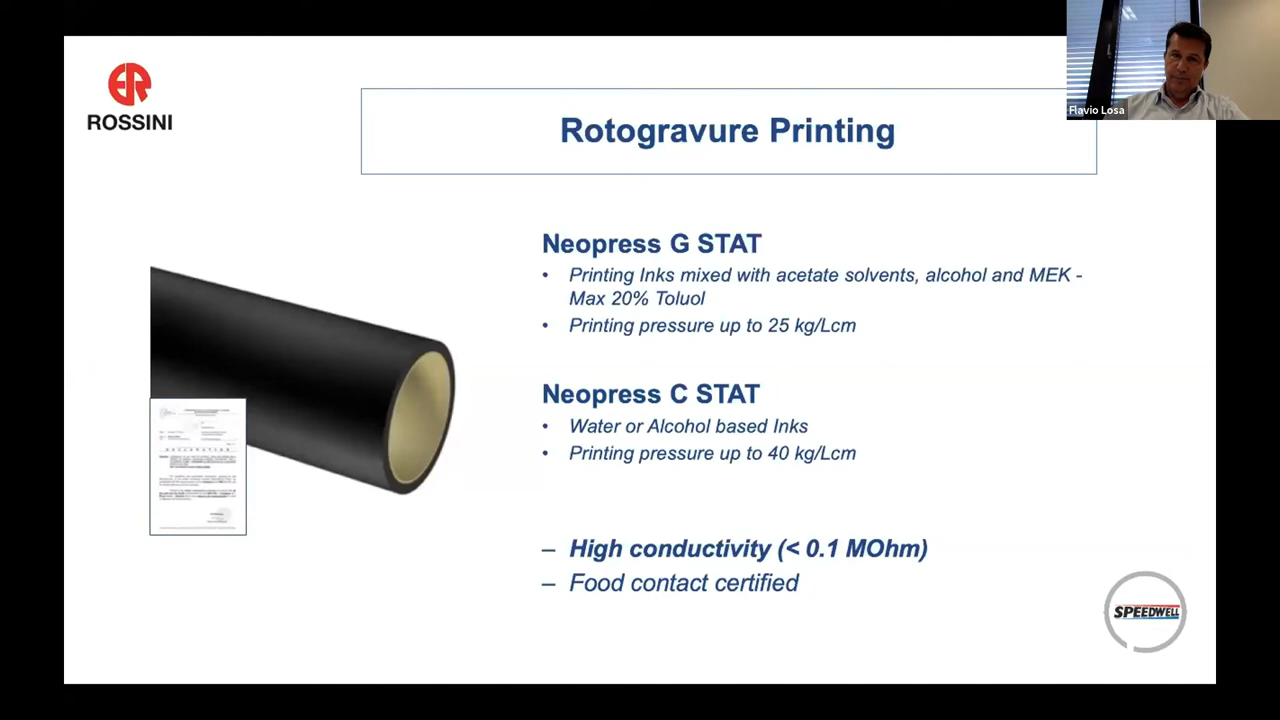 ER
ROSSINI
Rotogravure Printing
Flavio Losa
Neopress G STAT
• Printing Inks mixed with acetate solvents, alcohol and MEK -
Max 20% Toluol
• Printing pressure up to 25 kg/Lcm
Neopress C STAT
• Water or Alcohol based Inks
• Printing pressure up to 40 kg/Lcm
– High conductivity (< 0.1 MOhm)
– Food contact certified
SPEEDWELL